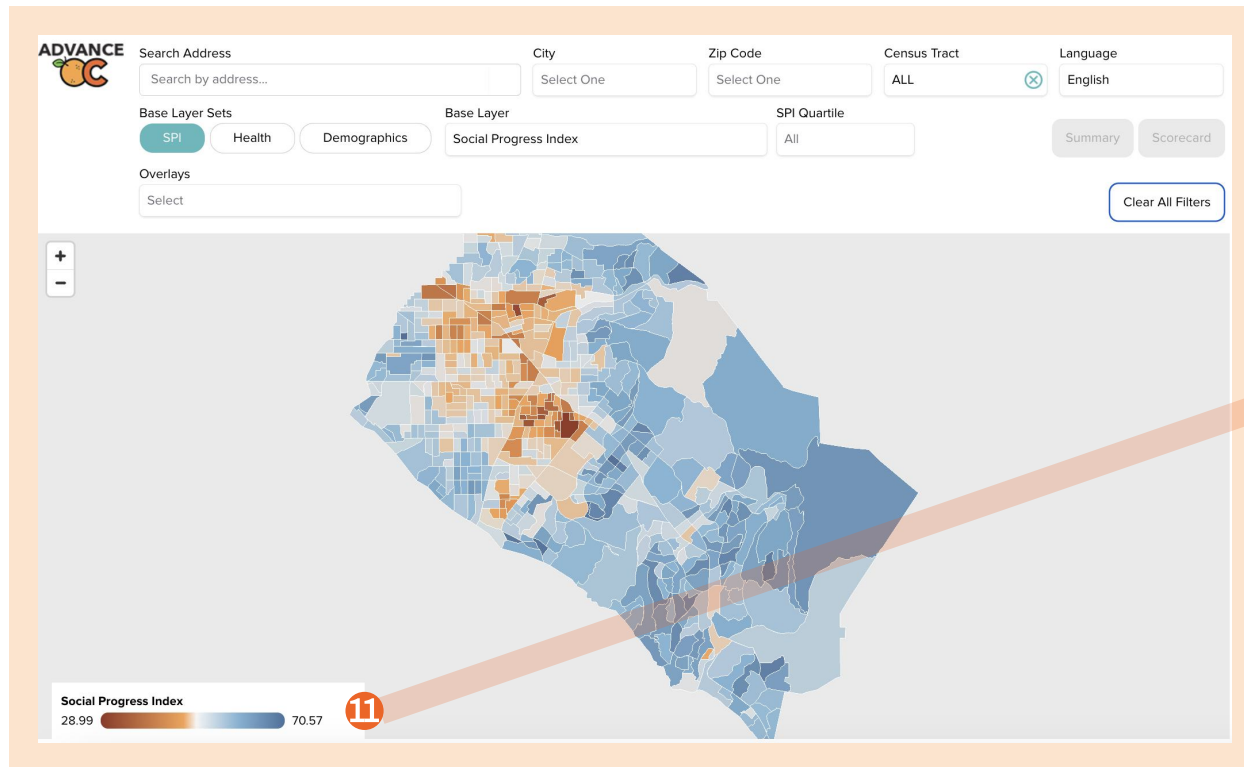 ADVANCE
OC
Search Address
City
Zip Code
Census Tract
Language
Search by address...
Select One
Select One
ALL
English
Base Layer Sets
Base Layer
SPI Quartile
SPI
Health
Demographics
Social Progress Index
All
Summary
Scorecard
Overlays
Select
Clear All Filters
+
−
Social Progress Index
28.99
70.57
11